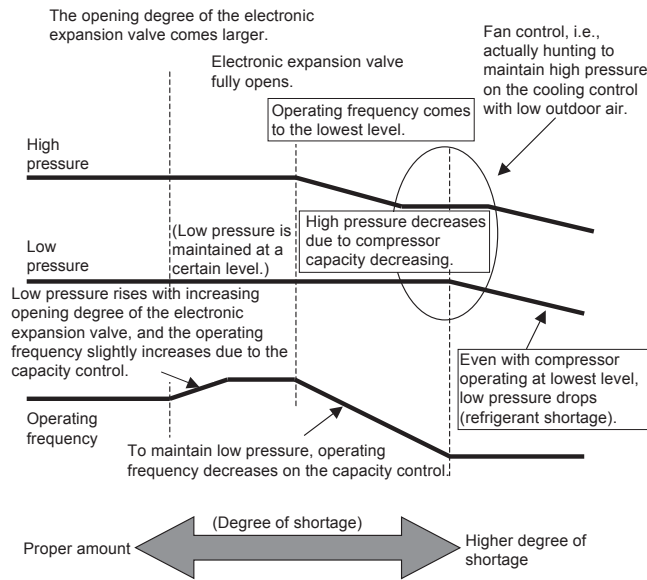 The opening degree of the electronic
expansion valve comes larger.
Electronic expansion valve
fully opens.
Fan control, i.e.,
actually hunting to
maintain high pressure
on the cooling control
with low outdoor air.
Operating frequency comes
to the lowest level.
High
pressure
(Low pressure is
maintained at a
certain level.)
High pressure decreases
due to compressor
capacity decreasing.
Low
pressure
Low pressure rises with increasing
opening degree of the electronic
expansion valve, and the operating
frequency slightly increases due to the
capacity control.
Even with compressor
operating at lowest level,
low pressure drops
(refrigerant shortage).
Operating
frequency
To maintain low pressure, operating
frequency decreases on the capacity control.
(Degree of shortage)
Proper amount
Higher degree of
shortage